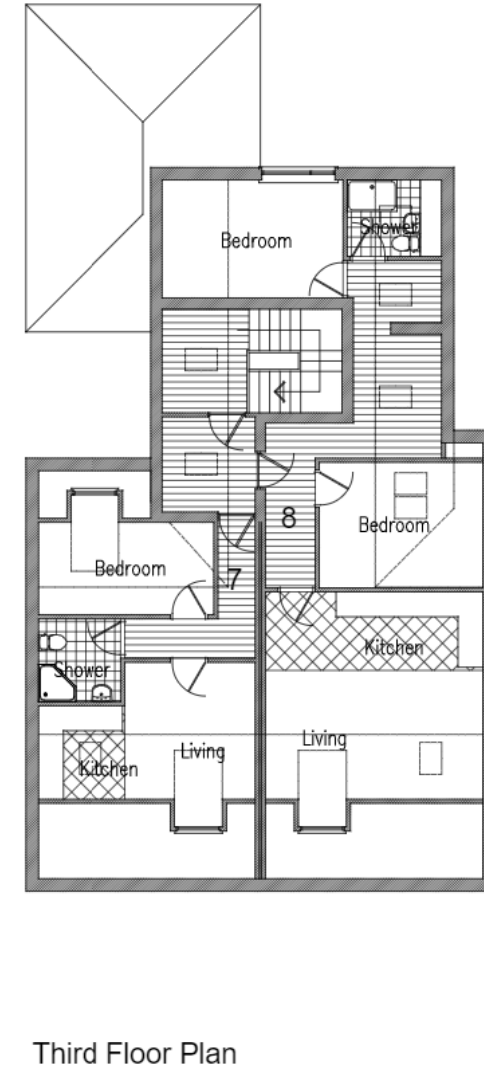 Bedroom
Shower
8
Bedroom
Bedroom
7
Shower
Kitchen
Living
Living
Kitchen
Third Floor Plan